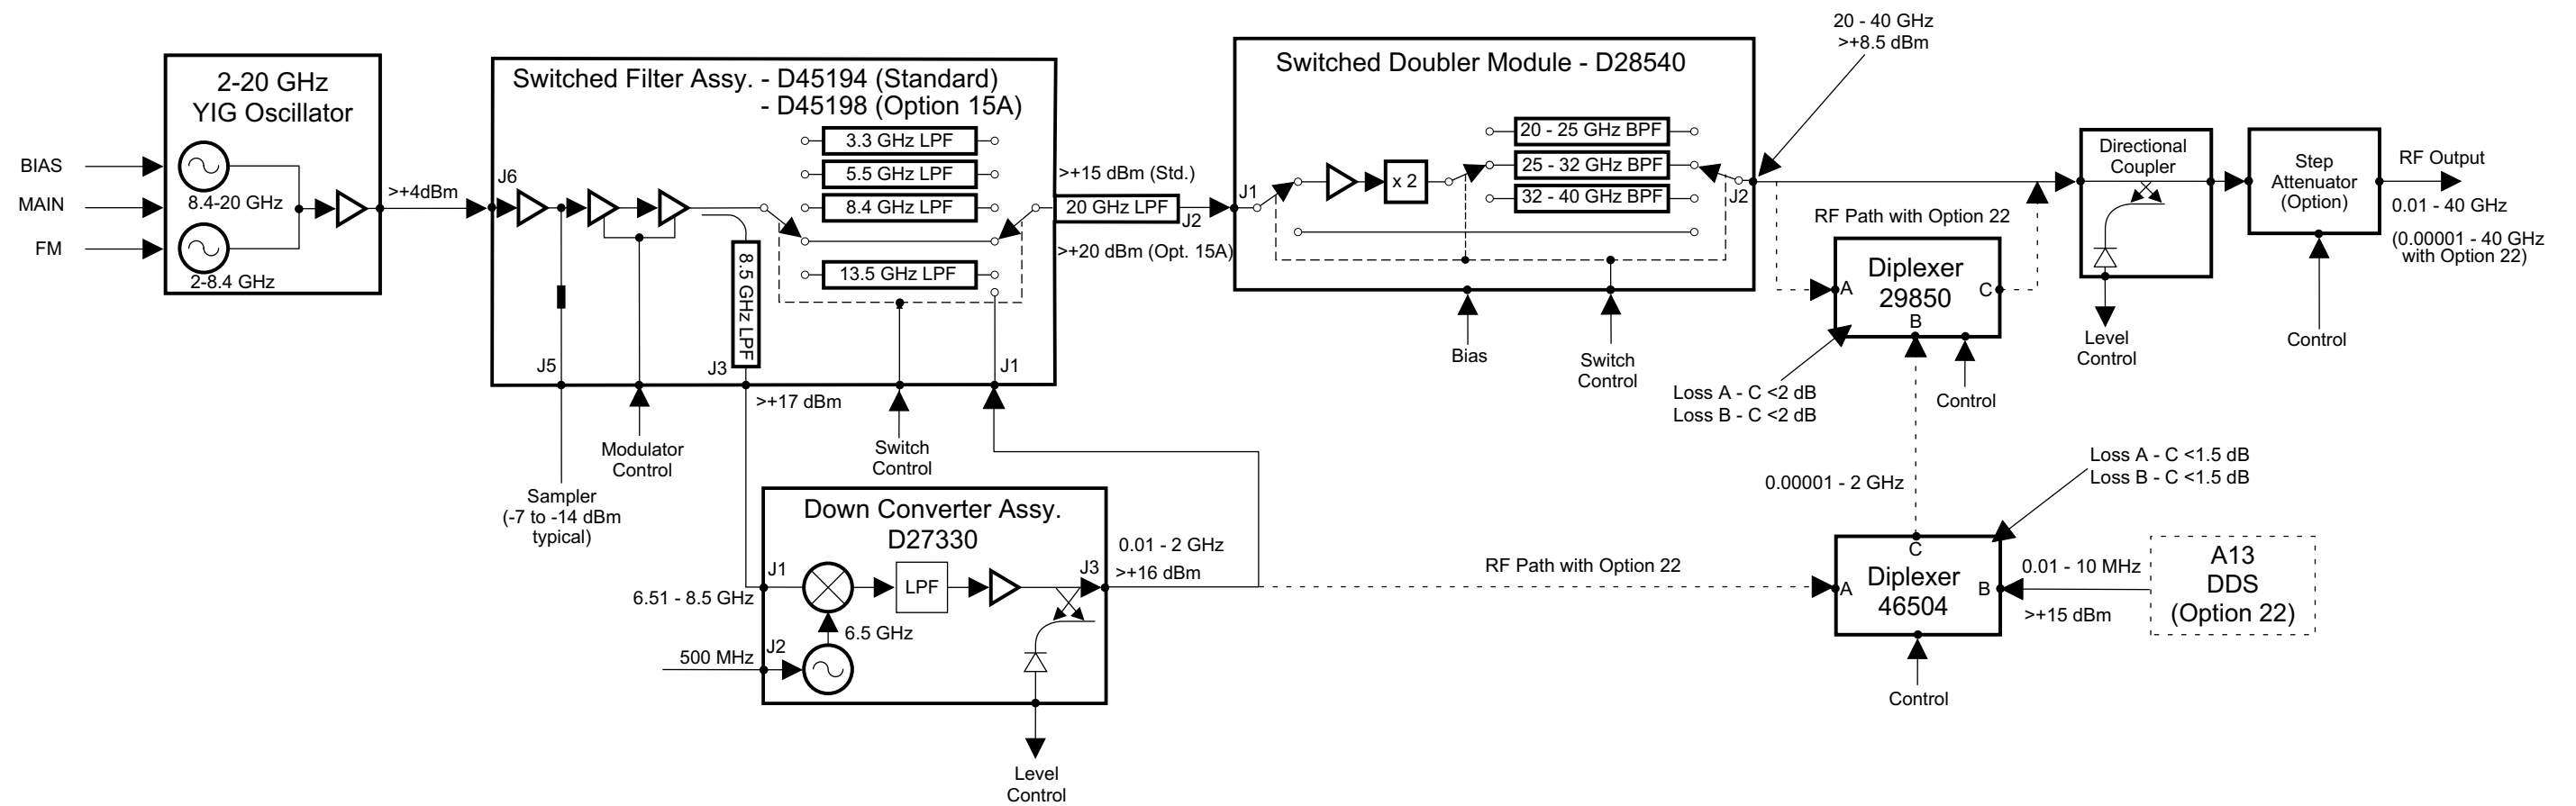 2-20 GHz
YIG Oscillator
BIAS
MAIN
FM
8.4-20 GHz
2-8.4 GHz
>+4dBm
Switched Filter Assy. - D45194 (Standard)
- D45198 (Option 15A)
J6
3.3 GHz LPF
5.5 GHz LPF
8.4 GHz LPF
13.5 GHz LPF
8.5 GHz LPF
J5
J3
J1
>+17 dBm
Modulator
Control
Switch
Control
Sampler
(-7 to -14 dBm
typical)
>+15 dBm (Std.)
20 GHz LPF
J2
>+20 dBm (Opt. 15A)
Switched Doubler Module - D28540
J1
x 2
20 - 25 GHz BPF
25 - 32 GHz BPF
32 - 40 GHz BPF
J2
Bias
Switch
Control
20 - 40 GHz
>+8.5 dBm
RF Path with Option 22
Diplexer
29850
A
B
C
Loss A - C <2 dB
Loss B - C <2 dB
Control
Directional
Coupler
Level
Control
Step
Attenuator
(Option)
Control
RF Output
0.01 - 40 GHz
(0.00001 - 40 GHz
with Option 22)
Down Converter Assy.
D27330
J1
6.51 - 8.5 GHz
LPF
J3
0.01 - 2 GHz
>+16 dBm
6.5 GHz
J2
500 MHz
Level
Control
RF Path with Option 22
0.00001 - 2 GHz
Loss A - C <1.5 dB
Loss B - C <1.5 dB
C
Diplexer
46504
A
B
Control
0.01 - 10 MHz
>+15 dBm
A13
DDS
(Option 22)